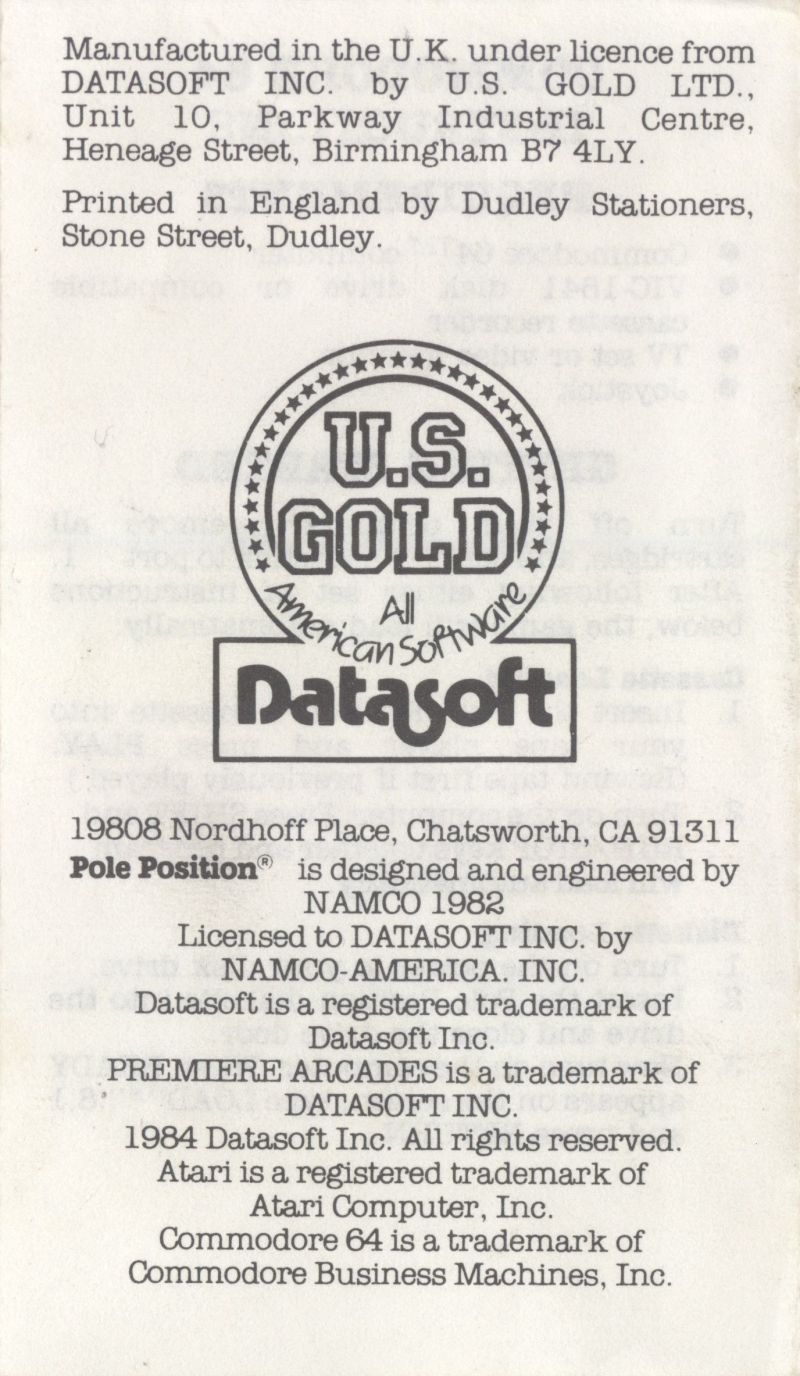 Manufactured in the U.K. under licence from
DATASOFT INC. by U.S. GOLD LTD.,
Unit 10, Parkway Industrial Centre,
Heneage Street, Birmingham B7 4LY.
Printed in England by Dudley Stationers,
Stone Street, Dudley.
U.S.
GOLD
All
American Software
Datasoft
19808 Nordhoff Place, Chatsworth, CA 91311
Pole Position® is designed and engineered by
NAMCO 1982
Licensed to DATASOFT INC. by
NAMCO-AMERICA. INC.
Datasoft is a registered trademark of
Datasoft Inc.
PREMIERE ARCADES is a trademark of
DATASOFT INC.
1984 Datasoft Inc. All rights reserved.
Atari is a registered trademark of
Atari Computer, Inc.
Commodore 64 is a trademark of
Commodore Business Machines, Inc.